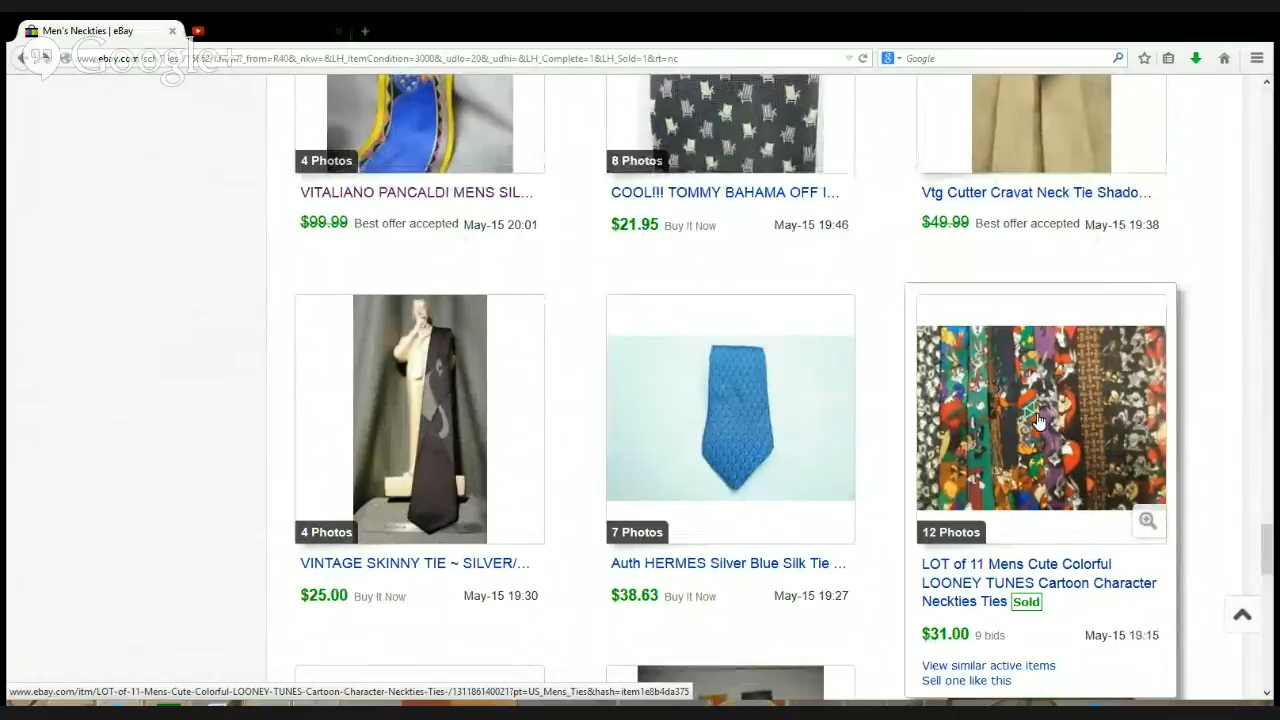 Men's Neckties | eBay
Google+
www.ebay.com/sch/Ties/15662/i.html?_from=R40&_nkw=&LH_ItemCondition=3000&_udlo=20&_udhi=&LH_Complete=1&LH_Sold=1&rt=nc
Google
4 Photos
8 Photos
VITALIANO PANCALDI MENS SIL...
COOL!!! TOMMY BAHAMA OFF I...
Vtg Cutter Cravat Neck Tie Shado...
$99.99 Best offer accepted May-15 20:01
$21.95 Buy It Now May-15 19:46
$49.99 Best offer accepted May-15 19:38
4 Photos
7 Photos
12 Photos
VINTAGE SKINNY TIE ~ SILVER/...
Auth HERMES Silver Blue Silk Tie ...
LOT of 11 Mens Cute Colorful
LOONEY TUNES Cartoon Character
Neckties Ties Sold
$25.00 Buy It Now May-15 19:30
$38.63 Buy It Now May-15 19:27
$31.00 9 bids May-15 19:15
View similar active items
Sell one like this
www.ebay.com/itm/LOT-of-11-Mens-Cute-Colorful-LOONEY-TUNES-Cartoon-Character-Neckties-Ties-/131186140021?pt=US_Mens_Ties&hash=item1e8b4da375